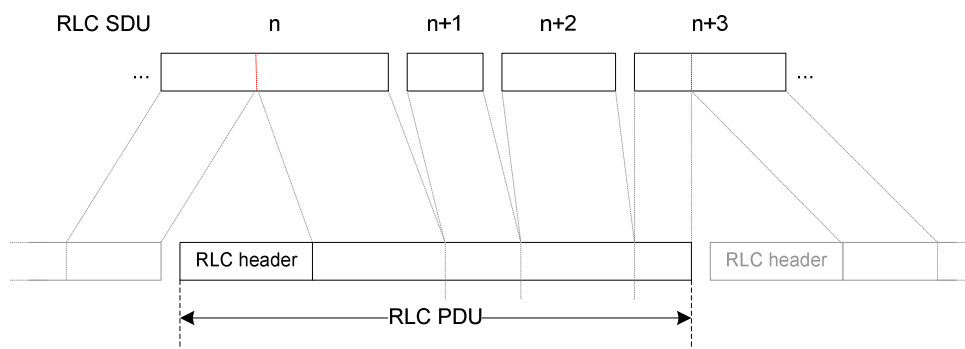 RLC SDU n n+1 n+2 n+3
... ...
RLC header RLC header
RLC PDU